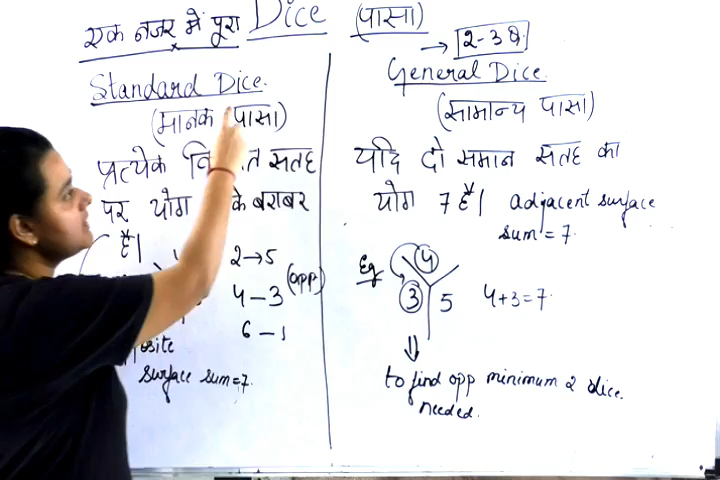 एक नजर में पूरा Dice (पासा)
→ 2-3 Q
Standard Dice.
(मानक पासा)
प्रत्येक वि त सतह
पर योग के बराबर
है।
2→5
4-3 (opp)
6-1
surface sum=7.
General Dice
(सामान्य पासा)
यदि दो समान सतह का
योग 7 है। adjacent surface
sum=7.
Eg 4
3 5 4+3=7.
⇓
to find opp minimum 2 dice
needed.